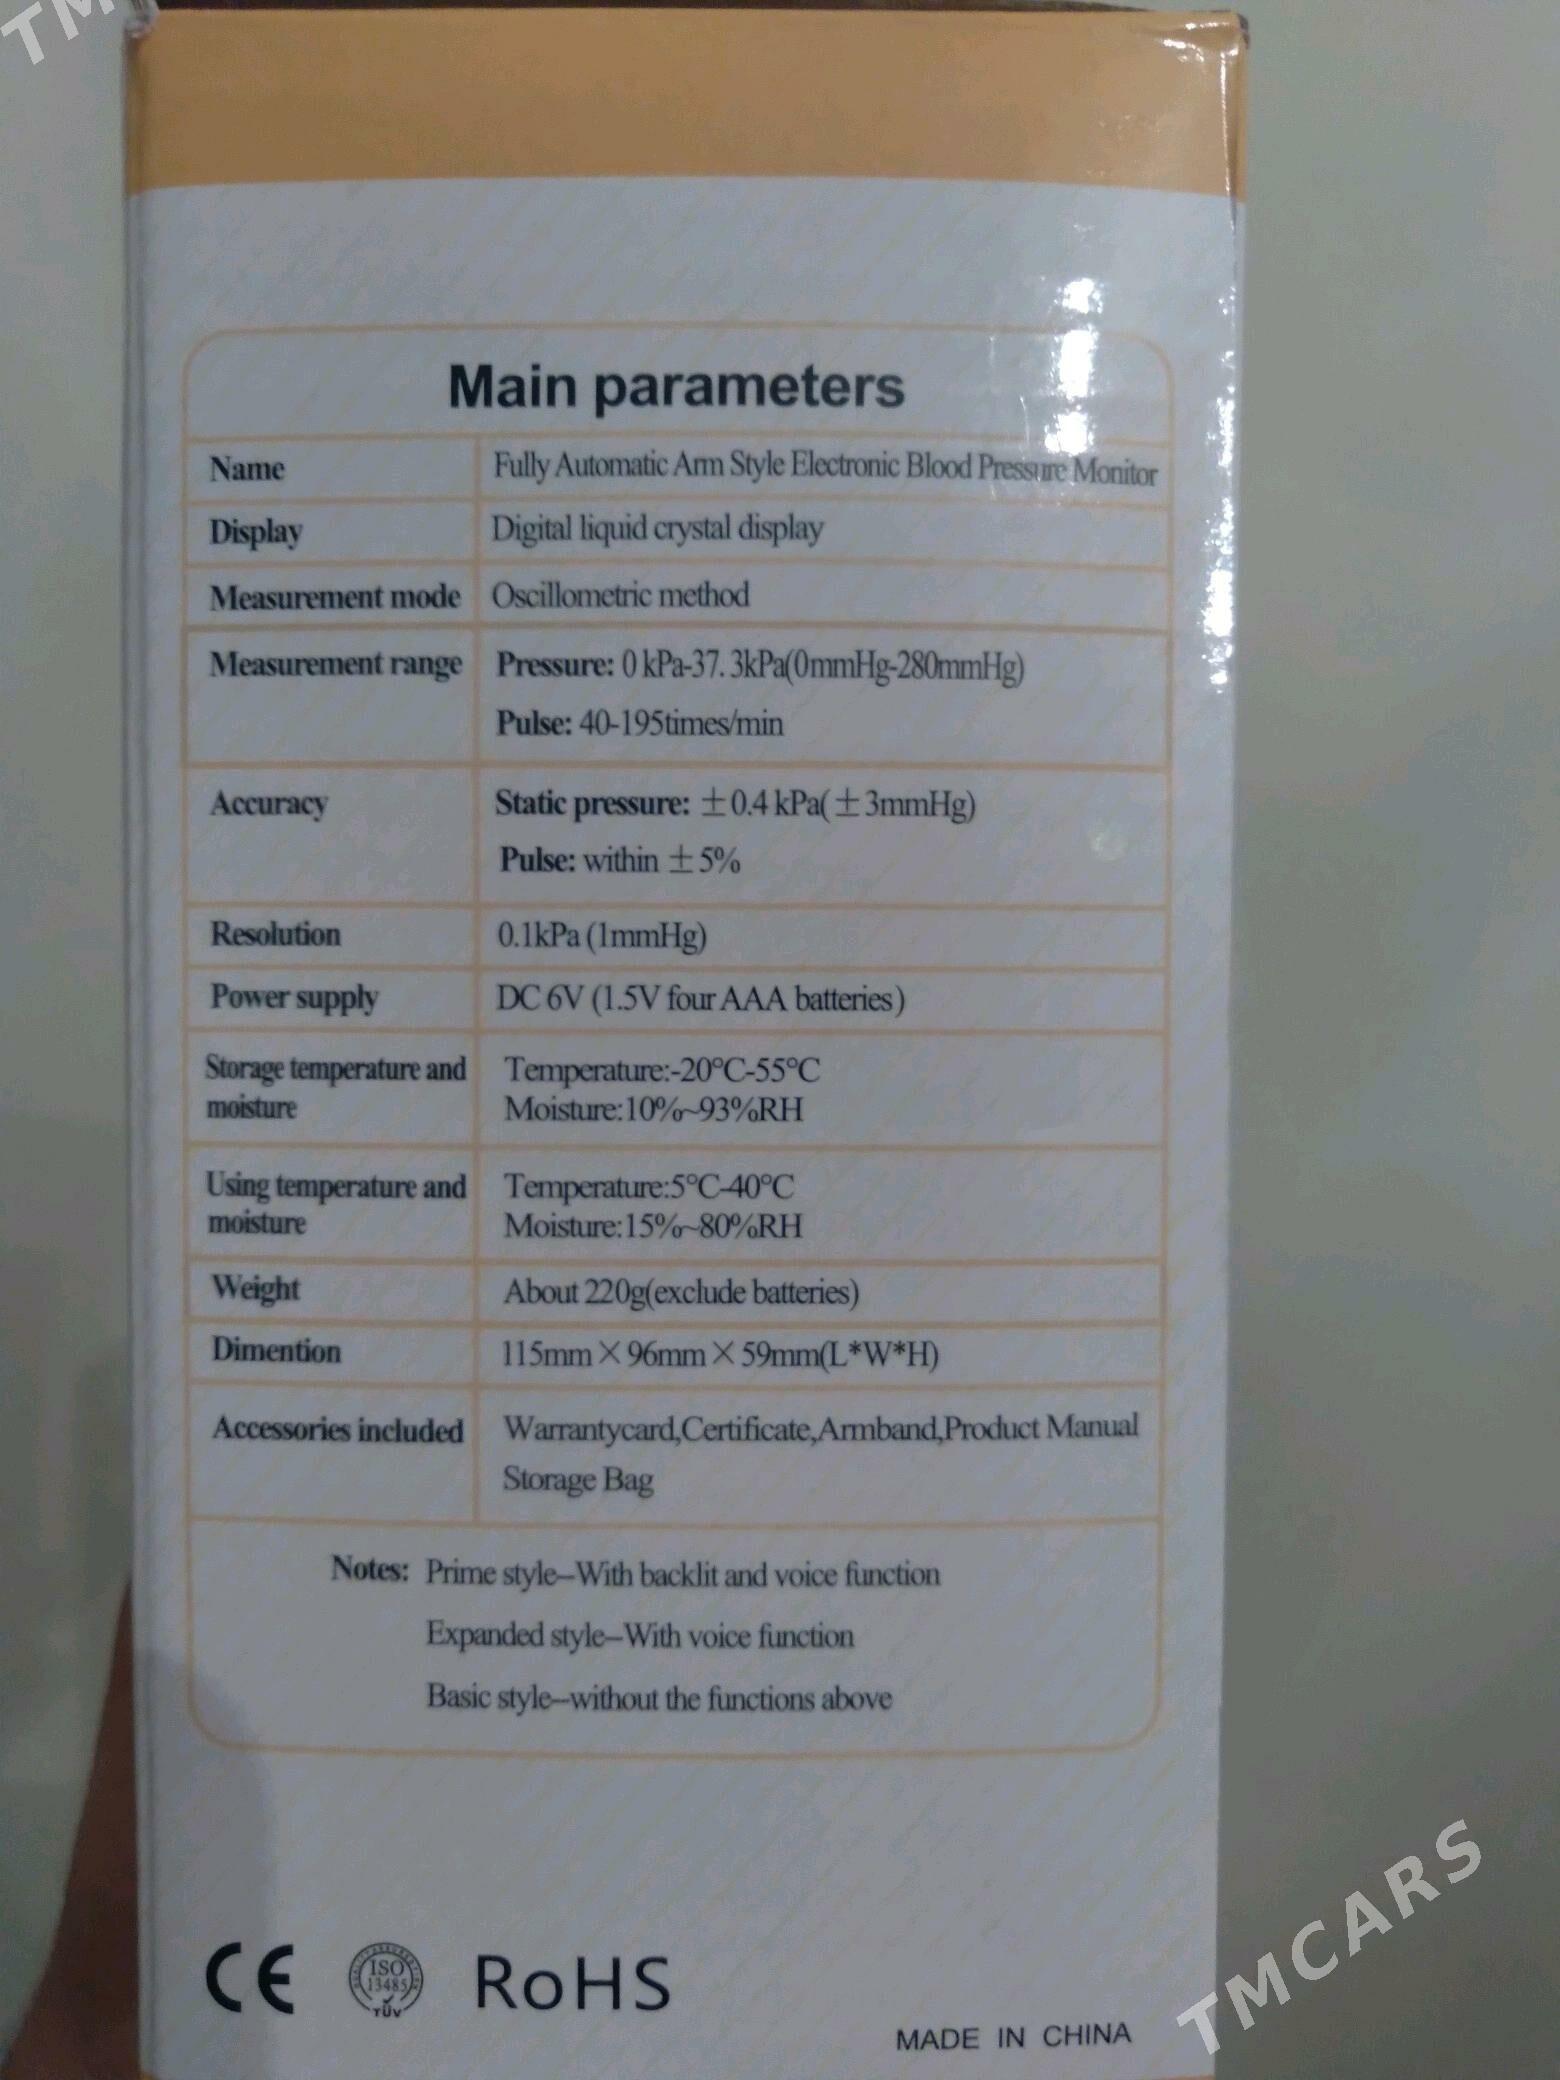 TM
Main parameters
Name Fully Automatic Arm Style Electronic Blood Pressure Monitor
Display Digital liquid crystal display
Measurement mode Oscillometric method
Measurement range Pressure: 0 kPa-37. 3kPa(0mmHg-280mmHg)
Pulse: 40-195times/min
Accuracy Static pressure: ±0.4 kPa(±3mmHg)
Pulse: within ±5%
Resolution 0.1kPa (1mmHg)
Power supply DC 6V (1.5V four AAA batteries)
Storage temperature and Temperature:-20°C-55°C
moisture Moisture:10%~93%RH
Using temperature and Temperature:5°C-40°C
moisture Moisture:15%~80%RH
Weight About 220g(exclude batteries)
Dimention 115mm×96mm×59mm(L*W*H)
Accessories included Warrantycard,Certificate,Armband,Product Manual
Storage Bag
Notes: Prime style–With backlit and voice function
Expanded style–With voice function
Basic style–without the functions above
CE ISO 13485 TÜV RoHS
MADE IN CHINA
TMCARS